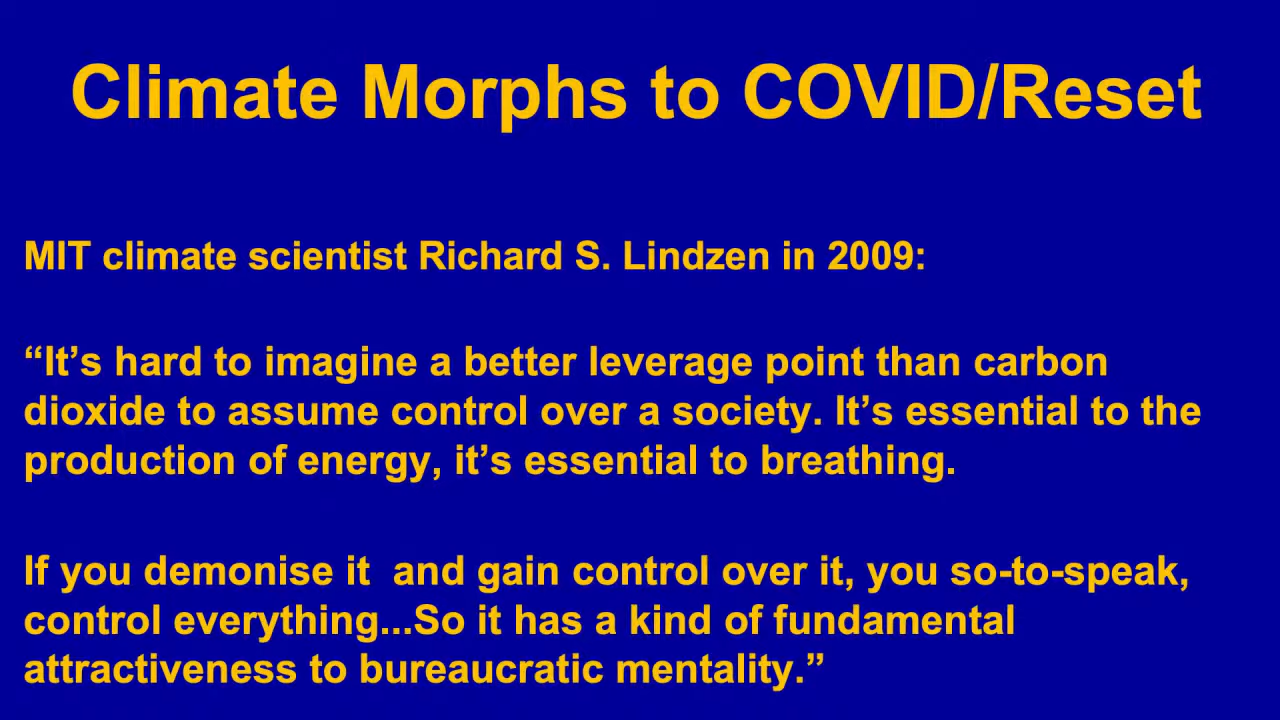 Climate Morphs to COVID/Reset
MIT climate scientist Richard S. Lindzen in 2009:
“It’s hard to imagine a better leverage point than carbon
dioxide to assume control over a society. It’s essential to the
production of energy, it’s essential to breathing.
If you demonise it  and gain control over it, you so-to-speak,
control everything...So it has a kind of fundamental
attractiveness to bureaucratic mentality.”